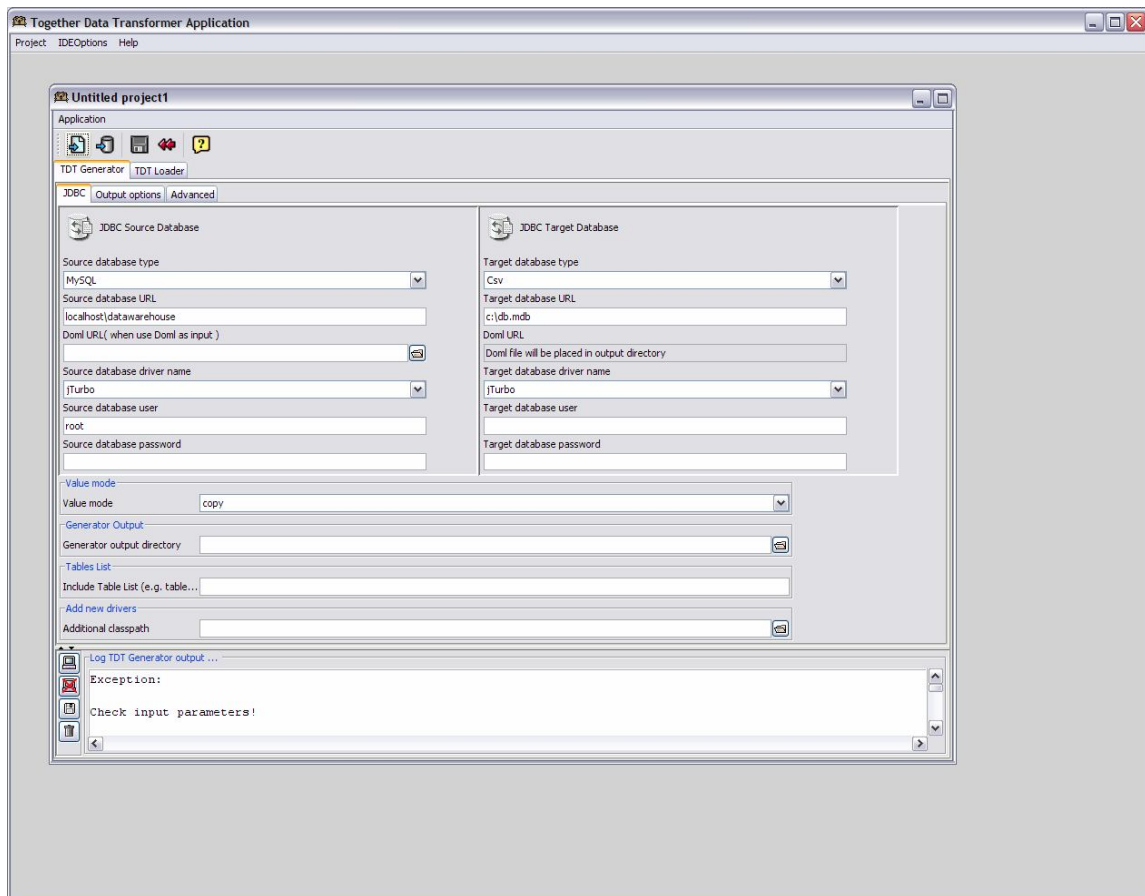 Together Data Transformer Application
Project IDEOptions Help
Untitled project1
Application
TDT Generator TDT Loader
JDBC Output options Advanced
JDBC Source Database
Source database type
MySQL
Source database URL
localhost\datawarehouse
Doml URL( when use Doml as input )
Source database driver name
jTurbo
Source database user
root
Source database password
JDBC Target Database
Target database type
Csv
Target database URL
c:\db.mdb
Doml URL
Doml file will be placed in output directory
Target database driver name
jTurbo
Target database user
Target database password
Value mode
Value mode copy
Generator Output
Generator output directory
Tables List
Include Table List (e.g. table...
Add new drivers
Additional classpath
Log TDT Generator output ...
Exception:
Check input parameters!